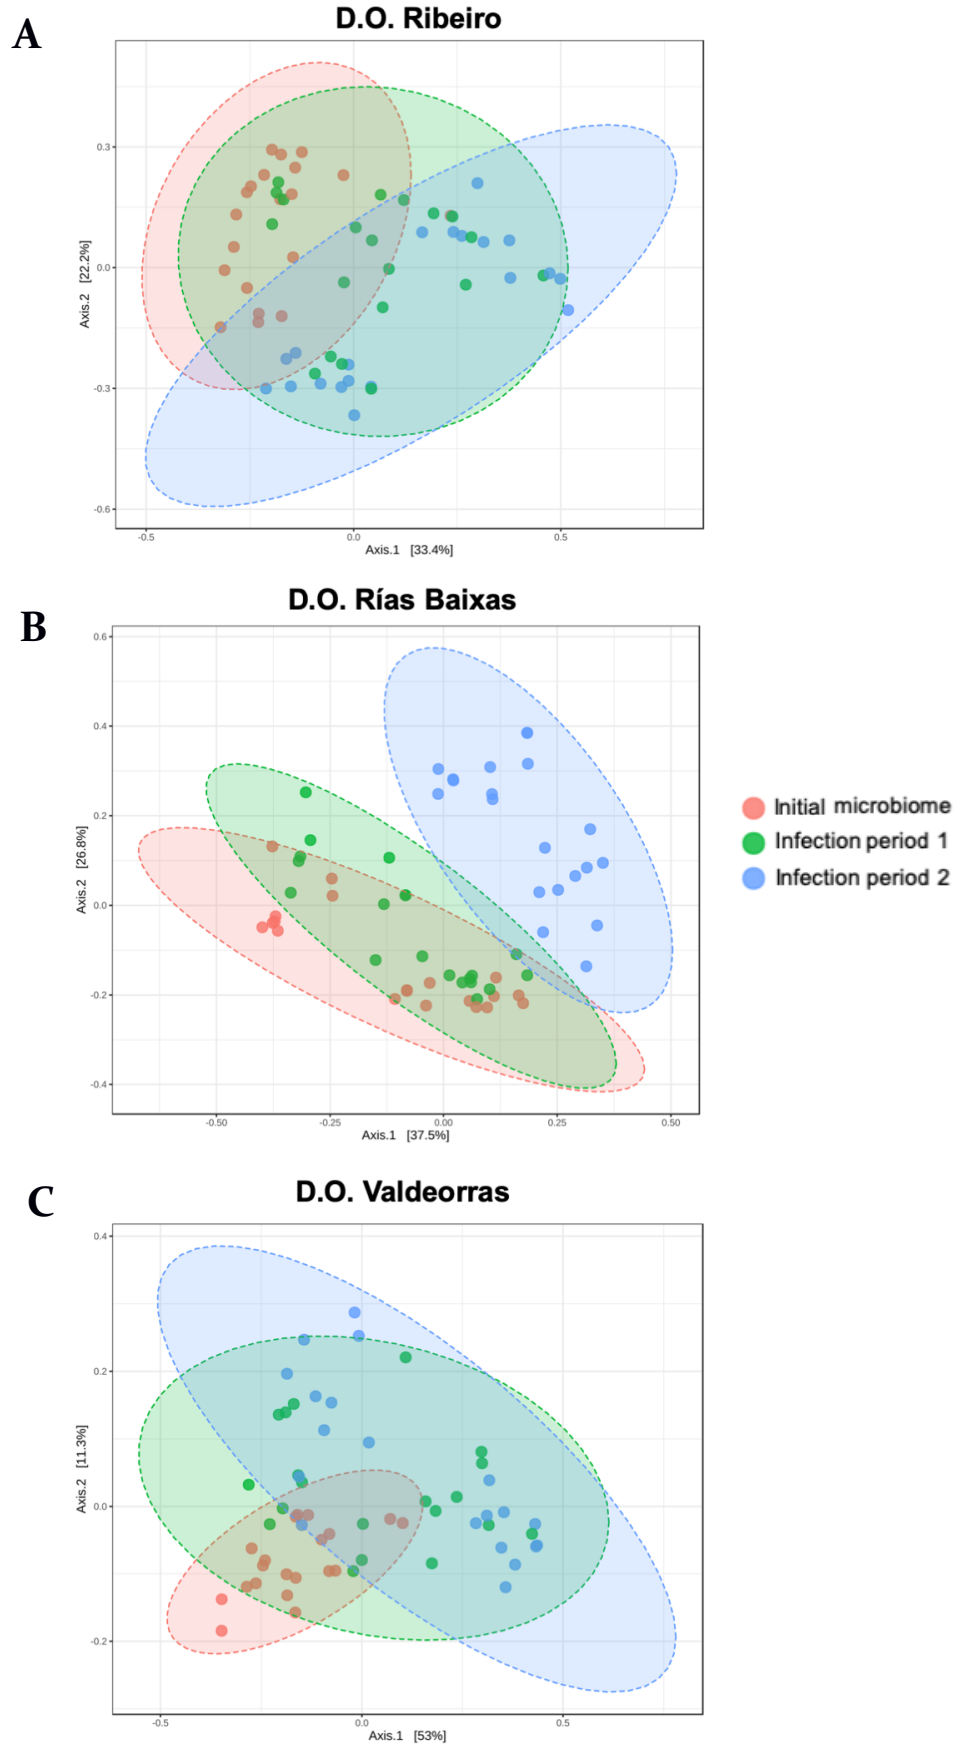 A
D.O. Ribeiro
0.3
0.0
-0.3
-0.6
Axis.2 [22.2%]
-0.5 0.0 0.5
Axis.1 [33.4%]
B
D.O. Rías Baixas
0.6
0.4
0.2
0.0
-0.2
-0.4
Axis.2 [26.8%]
-0.50 -0.25 0.00 0.25 0.50
Axis.1 [37.5%]
Initial microbiome
Infection period 1
Infection period 2
C
D.O. Valdeorras
0.4
0.2
0.0
-0.2
Axis.2 [11.3%]
-0.5 0.0 0.5
Axis.1 [53%]